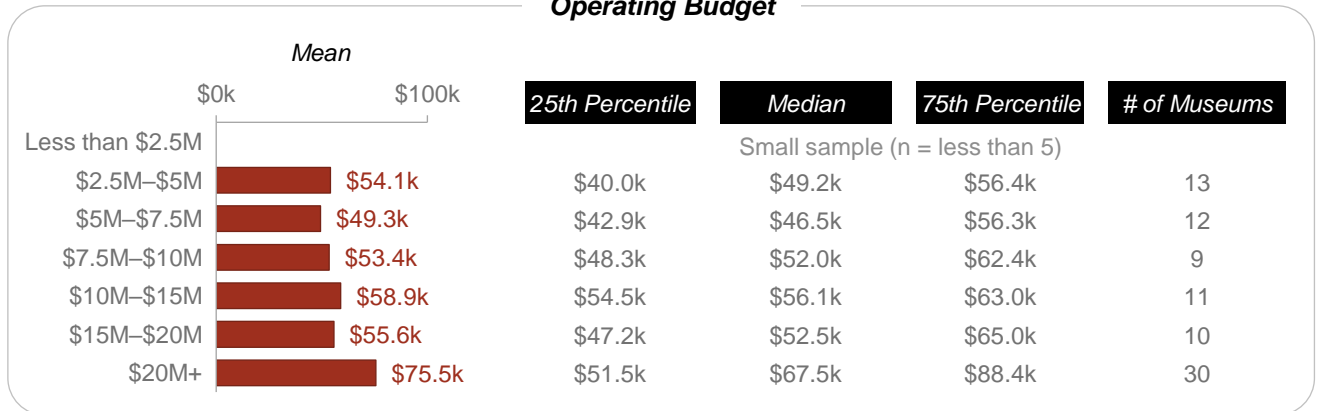 Operating Budget
Mean
$0k $100k 25th Percentile Median 75th Percentile # of Museums
Less than $2.5M Small sample (n = less than 5)
$2.5M–$5M $54.1k $40.0k $49.2k $56.4k 13
$5M–$7.5M $49.3k $42.9k $46.5k $56.3k 12
$7.5M–$10M $53.4k $48.3k $52.0k $62.4k 9
$10M–$15M $58.9k $54.5k $56.1k $63.0k 11
$15M–$20M $55.6k $47.2k $52.5k $65.0k 10
$20M+ $75.5k $51.5k $67.5k $88.4k 30